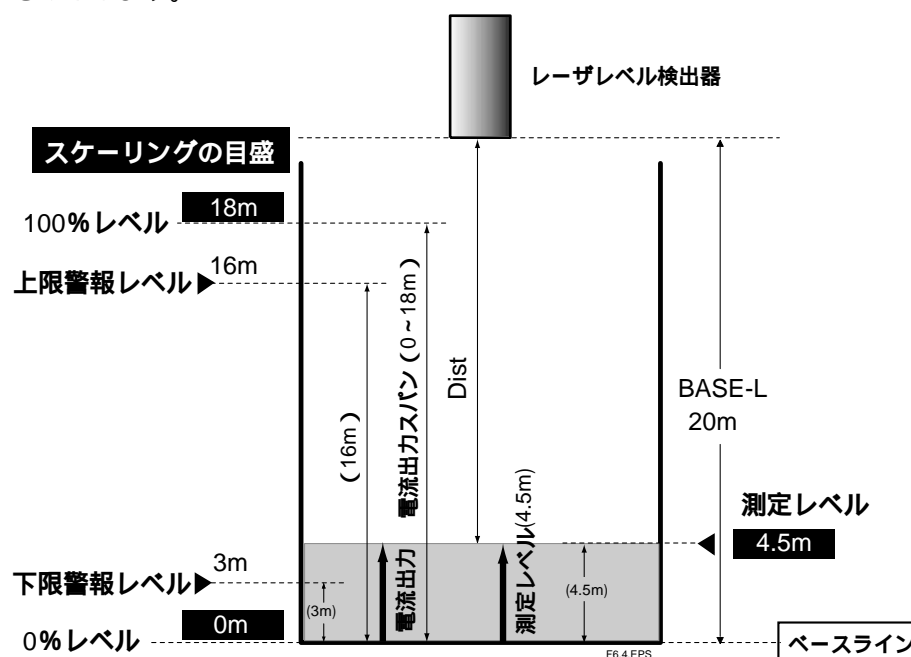 レーザレベル検出器
スケーリングの目盛
18m
100%レベル
16m
上限警報レベル
電流出力スパン(0~18m)
(16m)
Dist
BASE-L
20m
測定レベル
4.5m
測定レベル(4.5m)
電流出力
(4.5m)
3m
下限警報レベル
(3m)
0m
0%レベル
ベースライン
F6.4.EPS